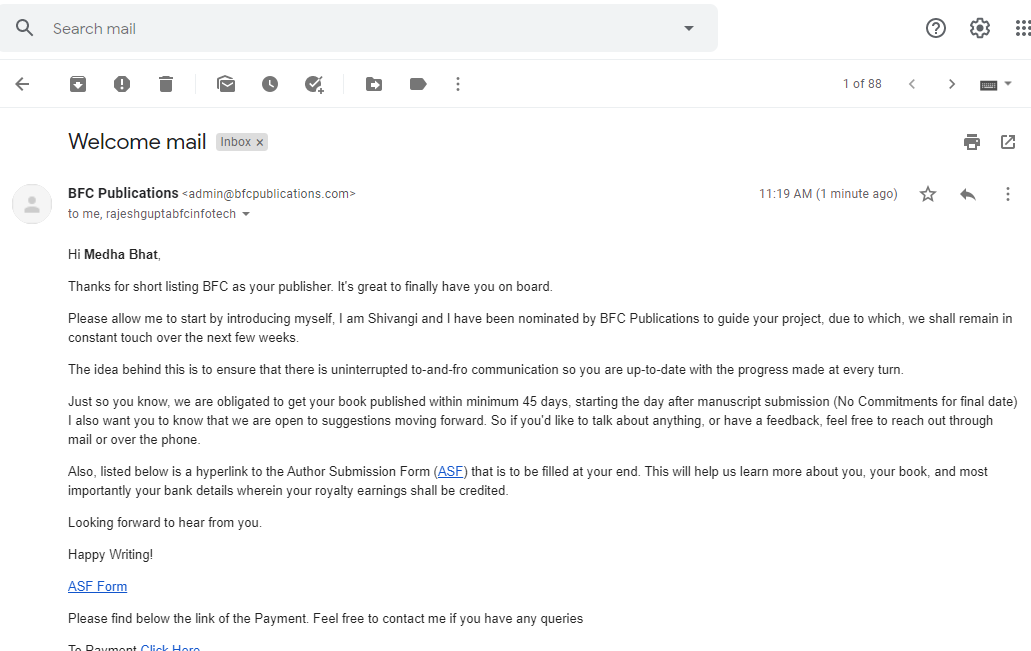 Search mail
1 of 88
Welcome mail Inbox ×
BFC Publications <admin@bfcpublications.com> 11:19 AM (1 minute ago)
to me, rajeshguptabfcinfotech
Hi Medha Bhat,
Thanks for short listing BFC as your publisher. It's great to finally have you on board.
Please allow me to start by introducing myself, I am Shivangi and I have been nominated by BFC Publications to guide your project, due to which, we shall remain in
constant touch over the next few weeks.
The idea behind this is to ensure that there is uninterrupted to-and-fro communication so you are up-to-date with the progress made at every turn.
Just so you know, we are obligated to get your book published within minimum 45 days, starting the day after manuscript submission (No Commitments for final date)
I also want you to know that we are open to suggestions moving forward. So if you'd like to talk about anything, or have a feedback, feel free to reach out through
mail or over the phone.
Also, listed below is a hyperlink to the Author Submission Form (ASF) that is to be filled at your end. This will help us learn more about you, your book, and most
importantly your bank details wherein your royalty earnings shall be credited.
Looking forward to hear from you.
Happy Writing!
ASF Form
Please find below the link of the Payment. Feel free to contact me if you have any queries
To Payment Click Here